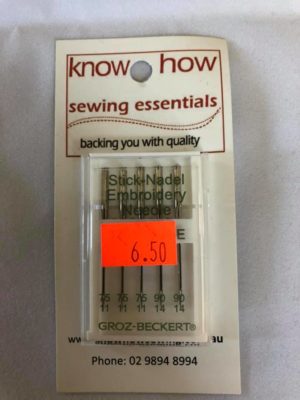 know how
sewing essentials
backing you with quality
Stick-Nadel
Embroidery
Needle
E
6.50
75 75 75 90 90
11 11 11 14 14
GROZ-BECKERT®
Phone: 02 9894 8994